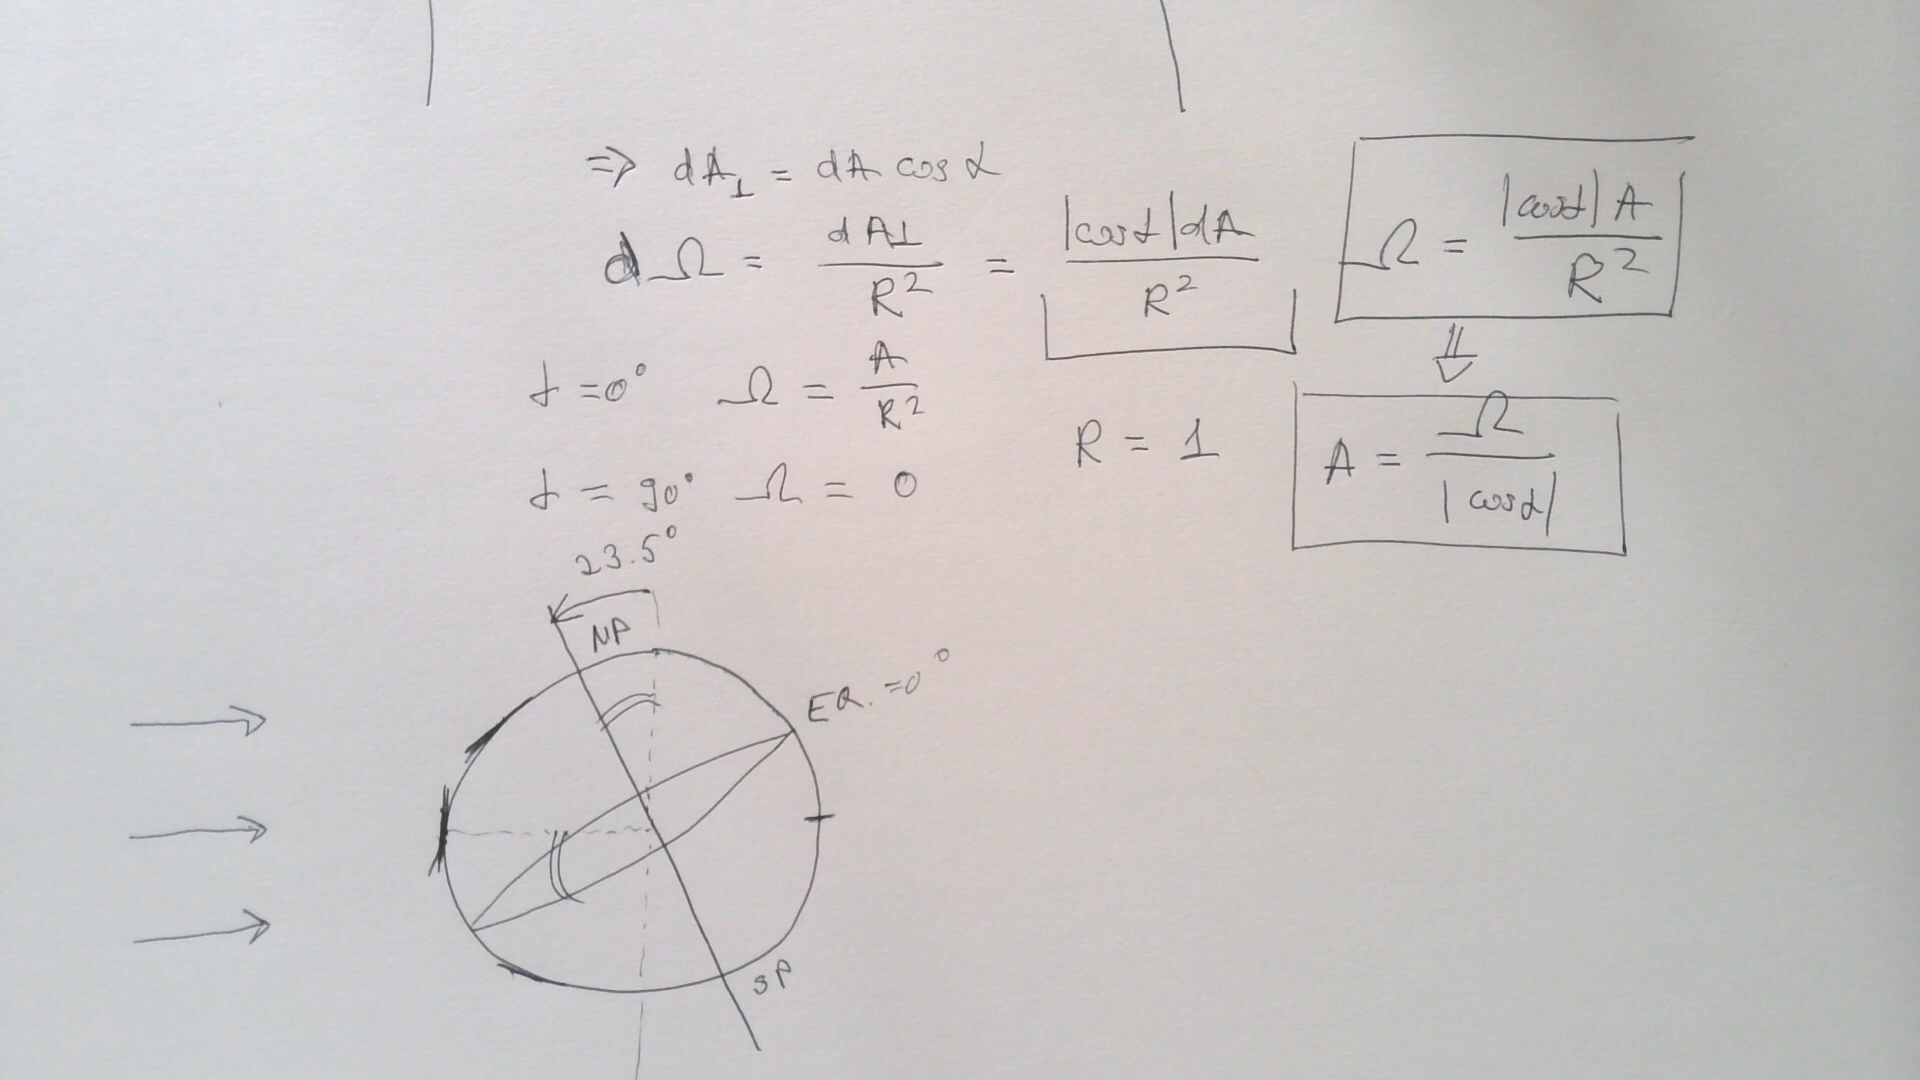 ⇒ dA⊥ = dA cos α
dΩ = dA⊥ / R² = |cos α| dA / R²
Ω = |cos α| A / R²
⇓
α = 0° Ω = A / R²
R = 1
A = Ω / |cos α|
α = 90° Ω = 0
23.5°
NP
EQ. = 0°
SP